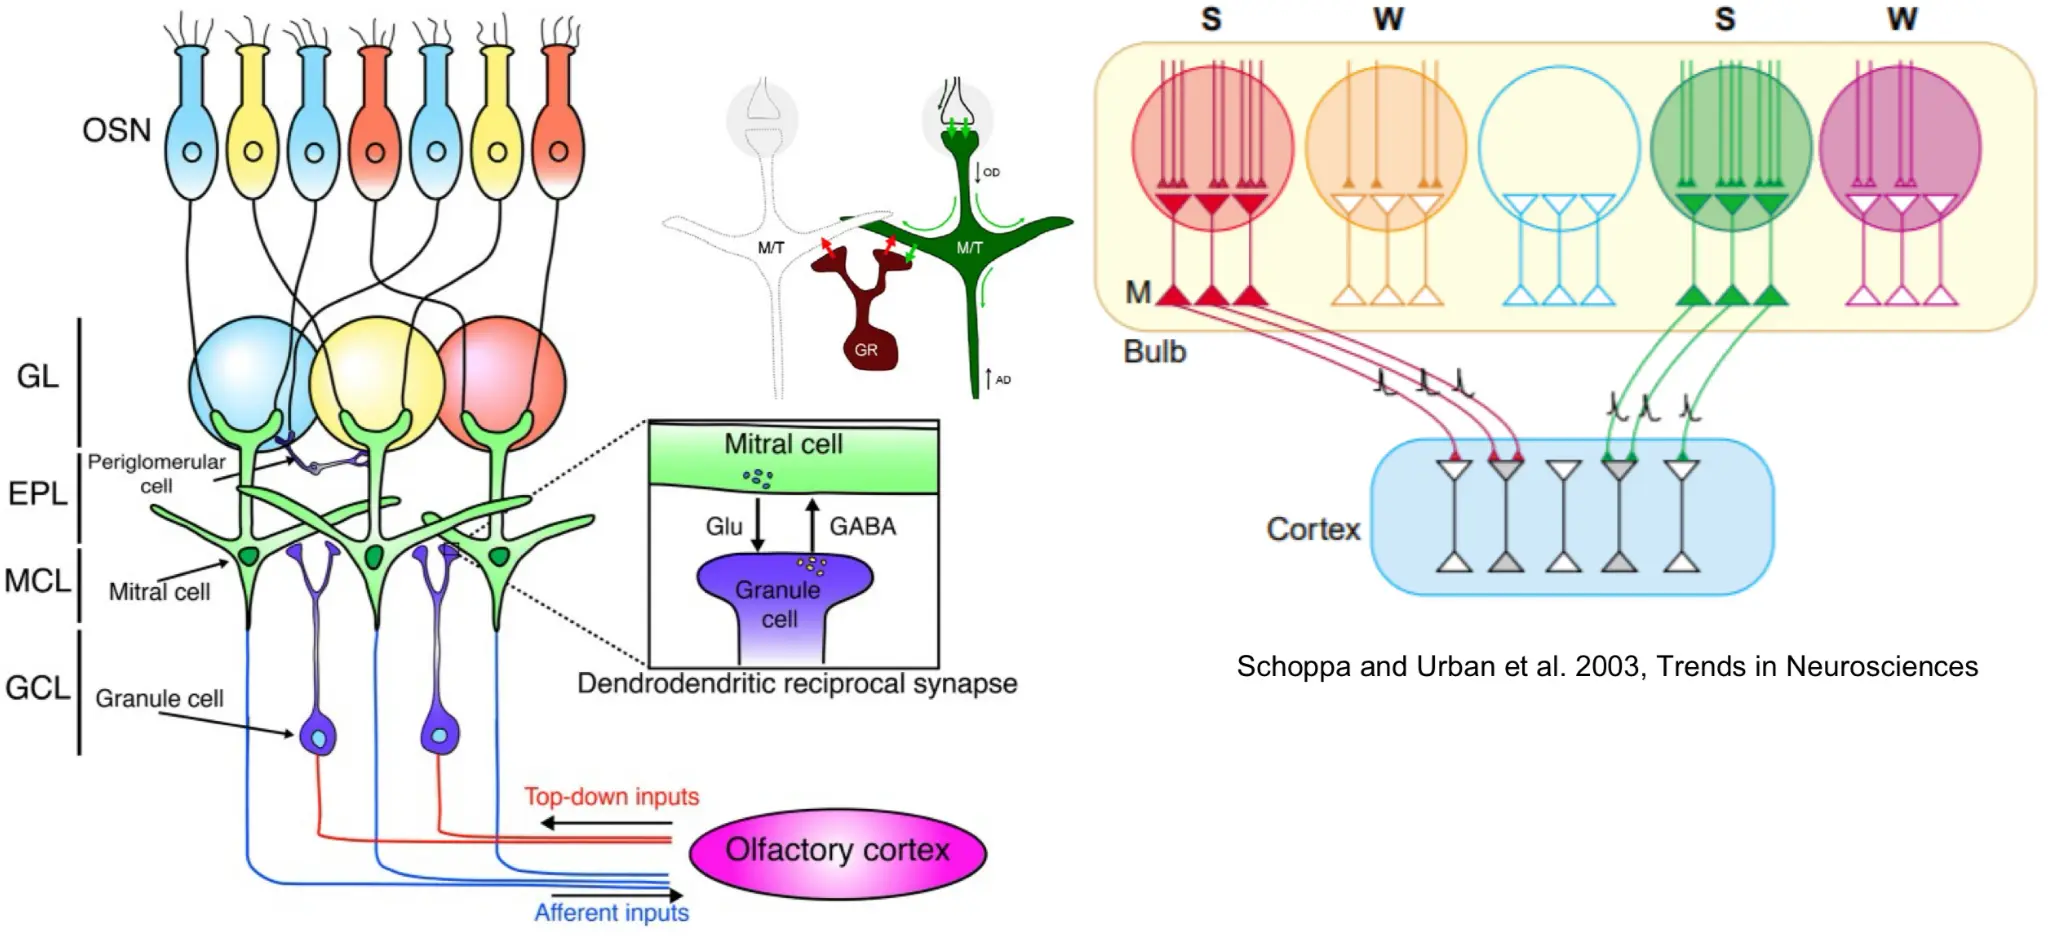 OSN
GL
EPL
MCL
GCL
Periglomerular
cell
Mitral cell
Granule cell
M/T
M/T
OD
GR
AD
Mitral cell
Glu
GABA
Granule
cell
Dendrodendritic reciprocal synapse
Top-down inputs
Olfactory cortex
Afferent inputs
S
W
S
W
M
Bulb
Cortex
Schoppa and Urban et al. 2003, Trends in Neurosciences